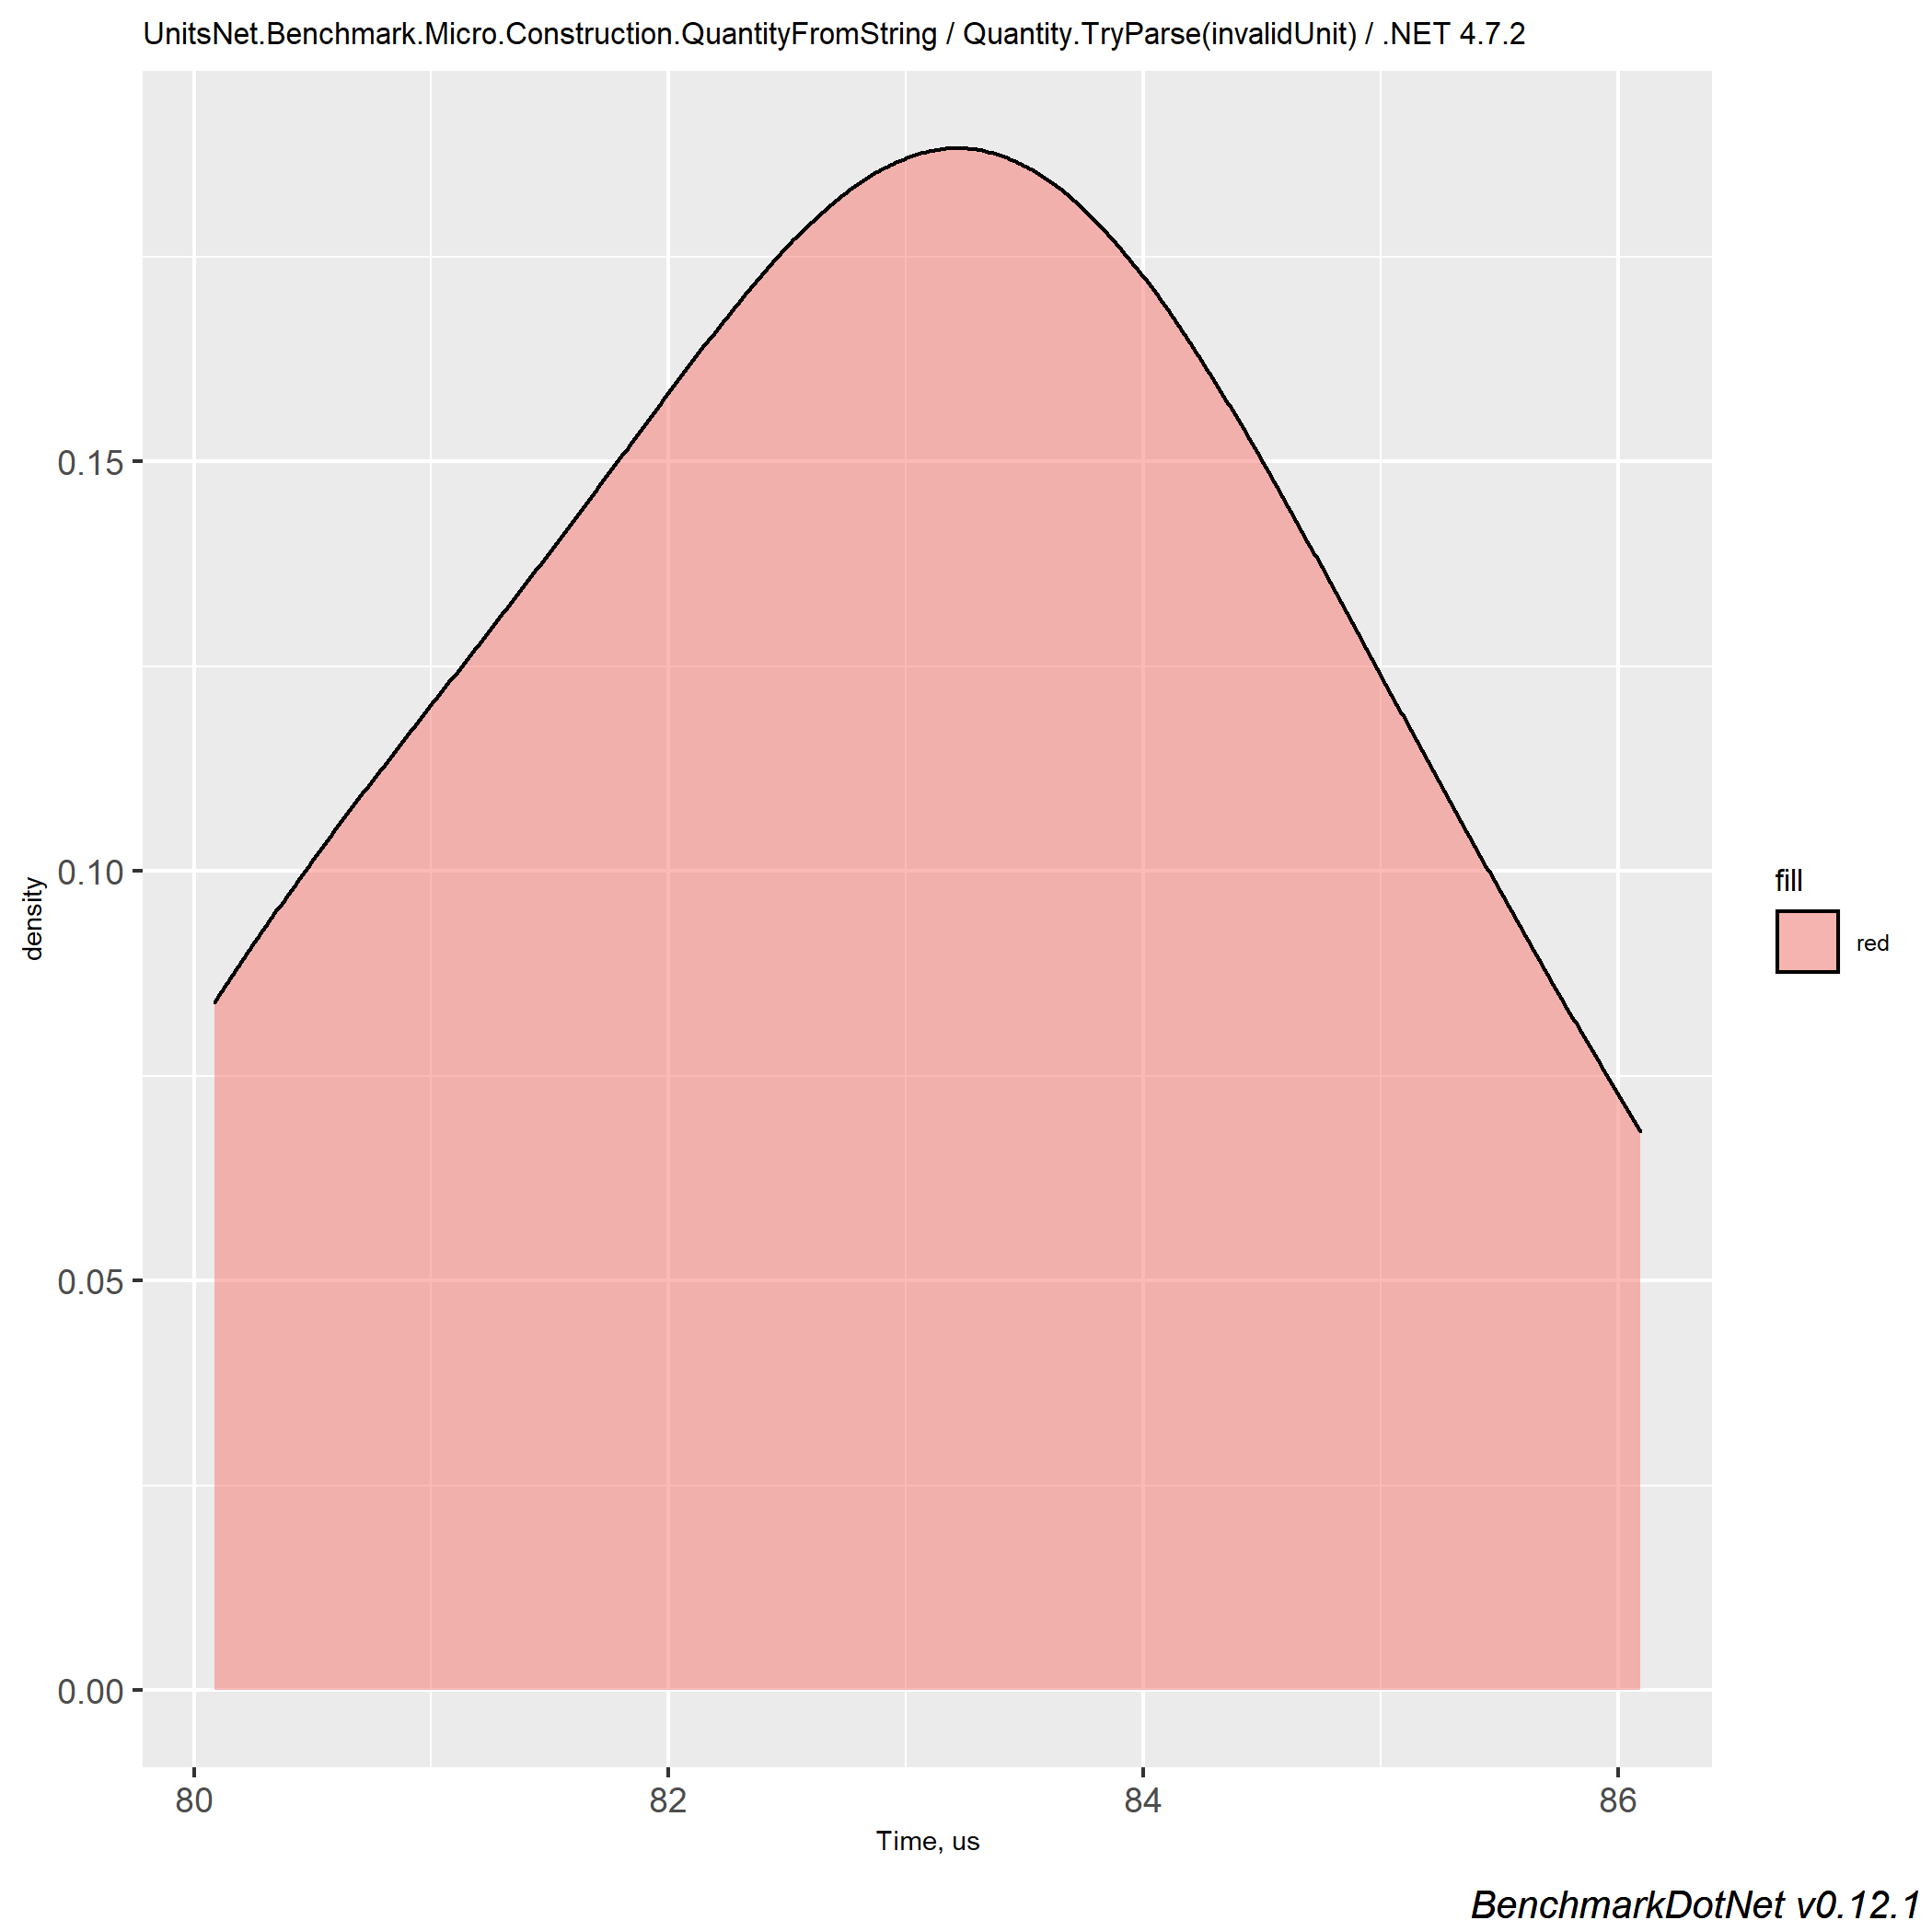 UnitsNet.Benchmark.Micro.Construction.QuantityFromString / Quantity.TryParse(invalidUnit) / .NET 4.7.2
0.15
0.10
0.05
0.00
density
80 82 84 86
Time, us
fill
red
BenchmarkDotNet v0.12.1